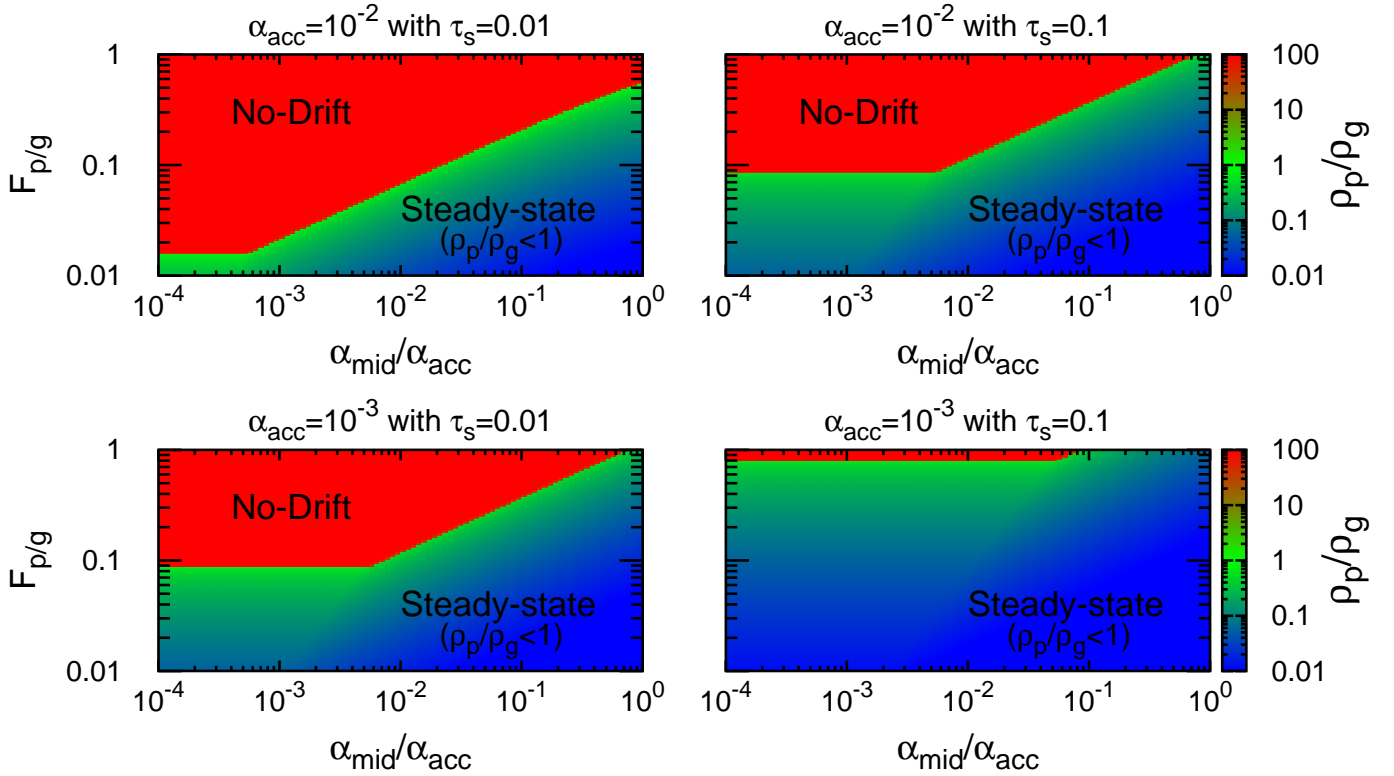 α_acc=10^-2 with τ_s=0.01
1
0.1
0.01
F_p/g
No-Drift
Steady-state
(ρ_p/ρ_g<1)
10^-4 10^-3 10^-2 10^-1 10^0
α_mid/α_acc
α_acc=10^-2 with τ_s=0.1
No-Drift
Steady-state
(ρ_p/ρ_g<1)
10^-4 10^-3 10^-2 10^-1 10^0
α_mid/α_acc
100
10
1
0.1
0.01
ρ_p/ρ_g
α_acc=10^-3 with τ_s=0.01
1
0.1
0.01
F_p/g
No-Drift
Steady-state
(ρ_p/ρ_g<1)
10^-4 10^-3 10^-2 10^-1 10^0
α_mid/α_acc
α_acc=10^-3 with τ_s=0.1
Steady-state
(ρ_p/ρ_g<1)
10^-4 10^-3 10^-2 10^-1 10^0
α_mid/α_acc
100
10
1
0.1
0.01
ρ_p/ρ_g